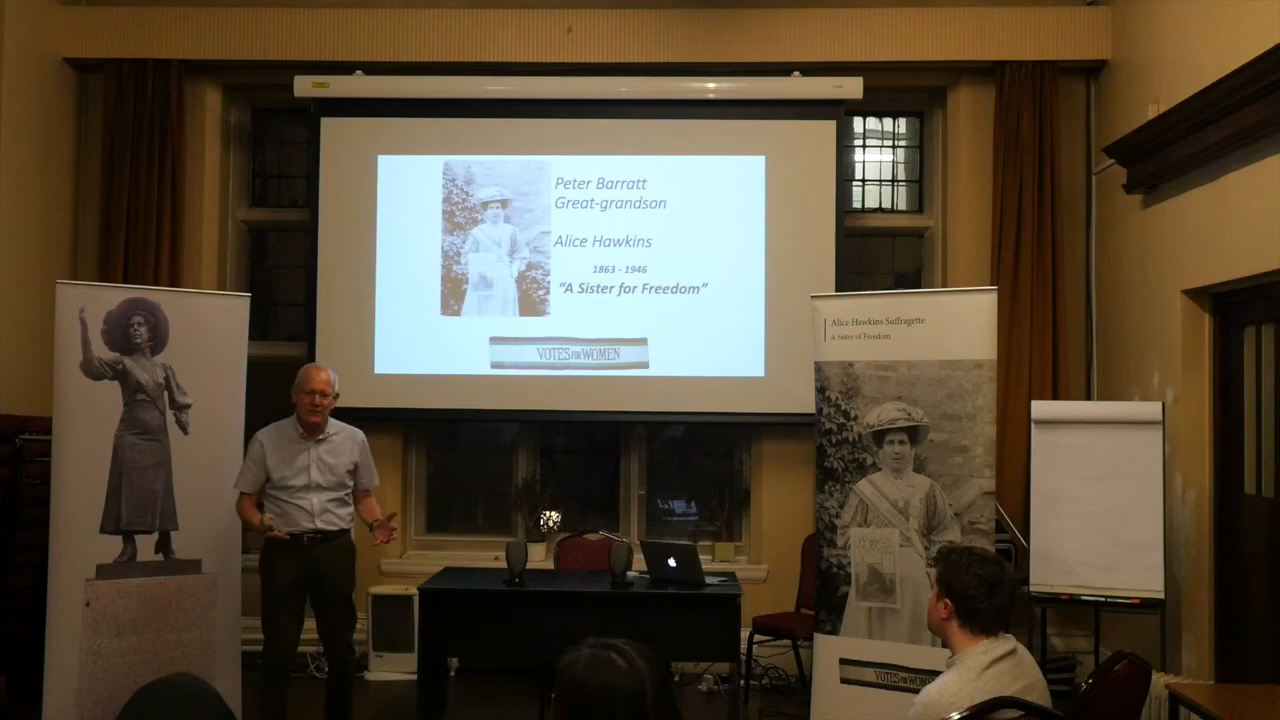 Peter Barratt
Great-grandson
Alice Hawkins
1863 - 1946
"A Sister for Freedom"
VOTES FOR WOMEN
Alice Hawkins Suffragette
A Sister of Freedom
VOTES FOR WOMEN